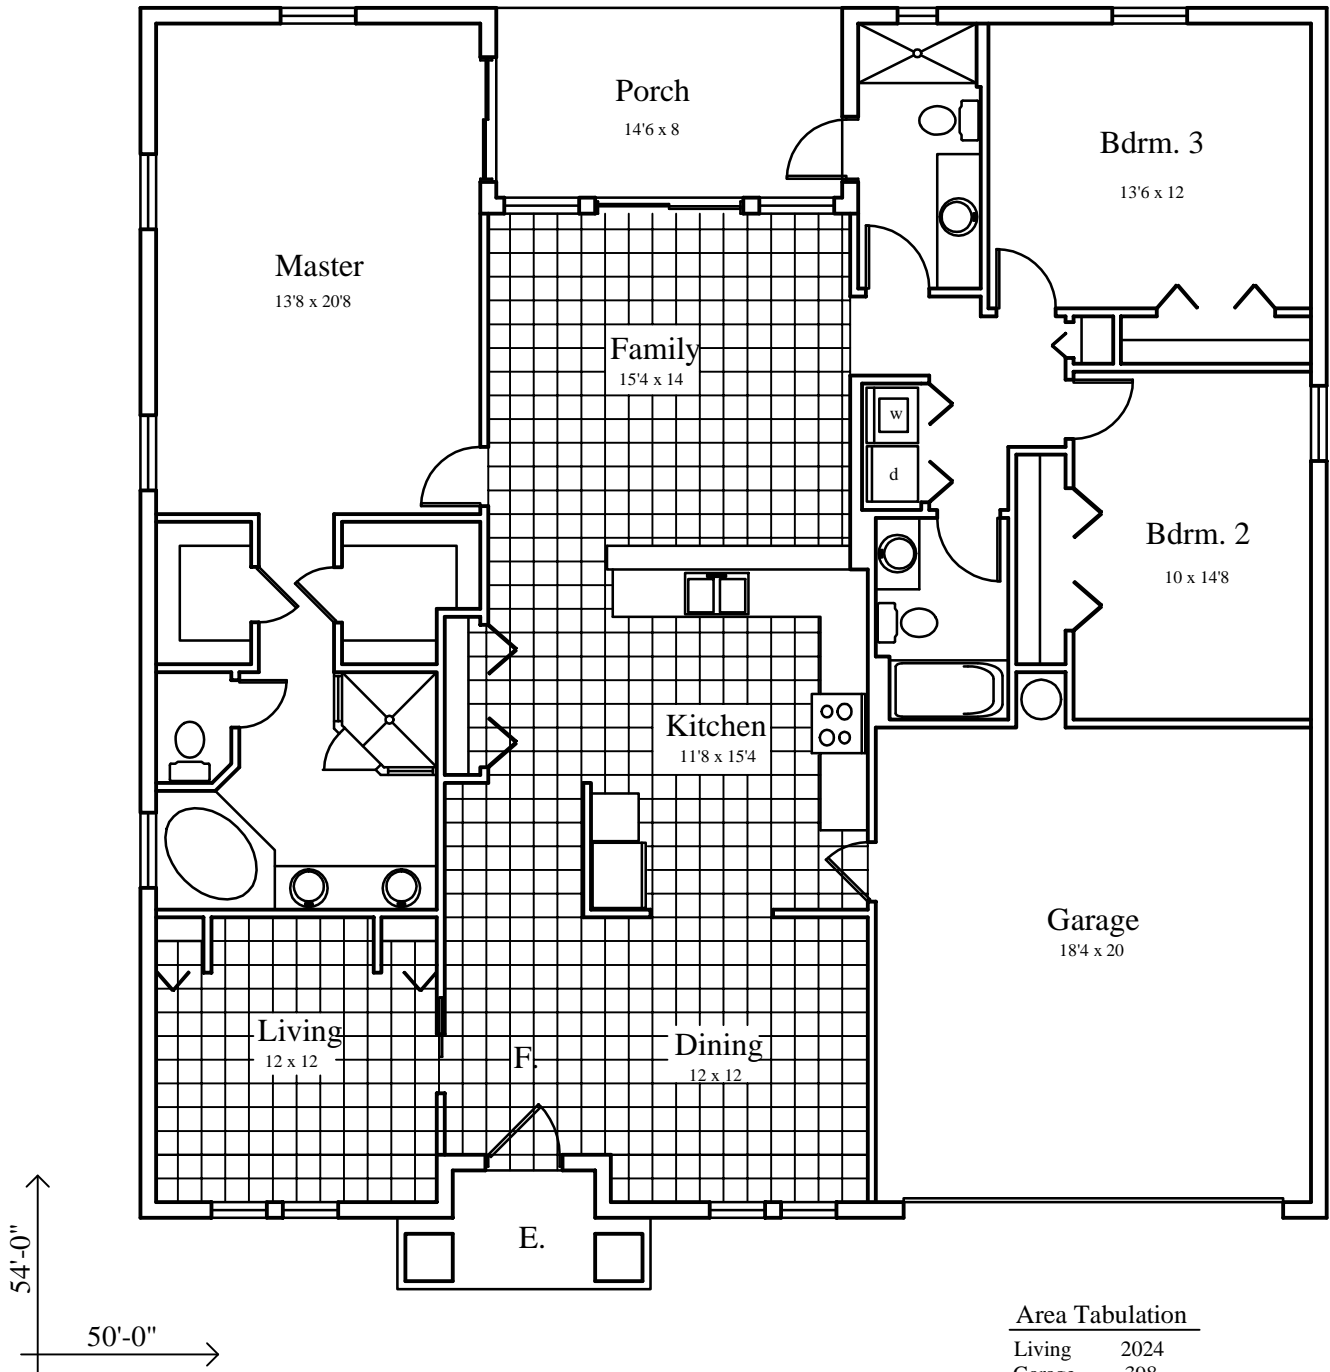 Porch
14'6 x 8
Bdrm. 3
13'6 x 12
Master
13'8 x 20'8
Family
15'4 x 14
w
d
Bdrm. 2
10 x 14'8
Kitchen
11'8 x 15'4
Garage
18'4 x 20
Living
12 x 12
F.
Dining
12 x 12
E.
54'-0"
50'-0"
Area Tabulation
Living 2024